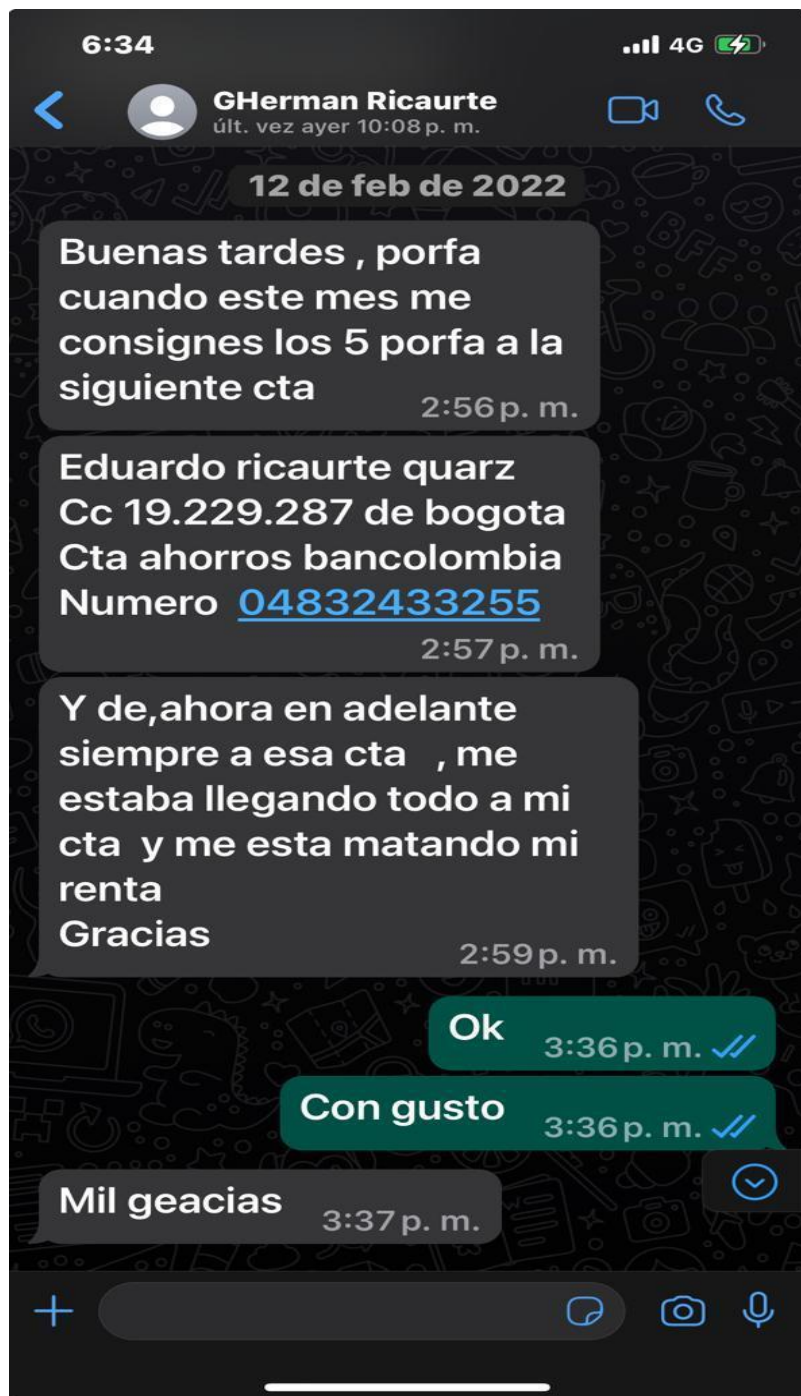 6:34
4G
GHerman Ricaurte
últ. vez ayer 10:08 p. m.
12 de feb de 2022
Buenas tardes , porfa
cuando este mes me
consignes los 5 porfa a la
siguiente cta
2:56 p. m.
Eduardo ricaurte quarz
Cc 19.229.287 de bogota
Cta ahorros bancolombia
Numero 04832433255
2:57 p. m.
Y de,ahora en adelante
siempre a esa cta , me
estaba llegando todo a mi
cta y me esta matando mi
renta
Gracias
2:59 p. m.
Ok
3:36 p. m.
Con gusto
3:36 p. m.
Mil geacias
3:37 p. m.